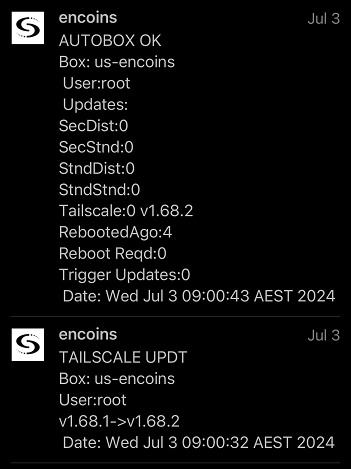 encoins Jul 3
AUTOBOX OK
Box: us-encoins
User:root
Updates:
SecDist:0
SecStnd:0
StndDist:0
StndStnd:0
Tailscale:0 v1.68.2
RebootedAgo:4
Reboot Reqd:0
Trigger Updates:0
Date: Wed Jul 3 09:00:43 AEST 2024
encoins Jul 3
TAILSCALE UPDT
Box: us-encoins
User:root
v1.68.1->v1.68.2
Date: Wed Jul 3 09:00:32 AEST 2024